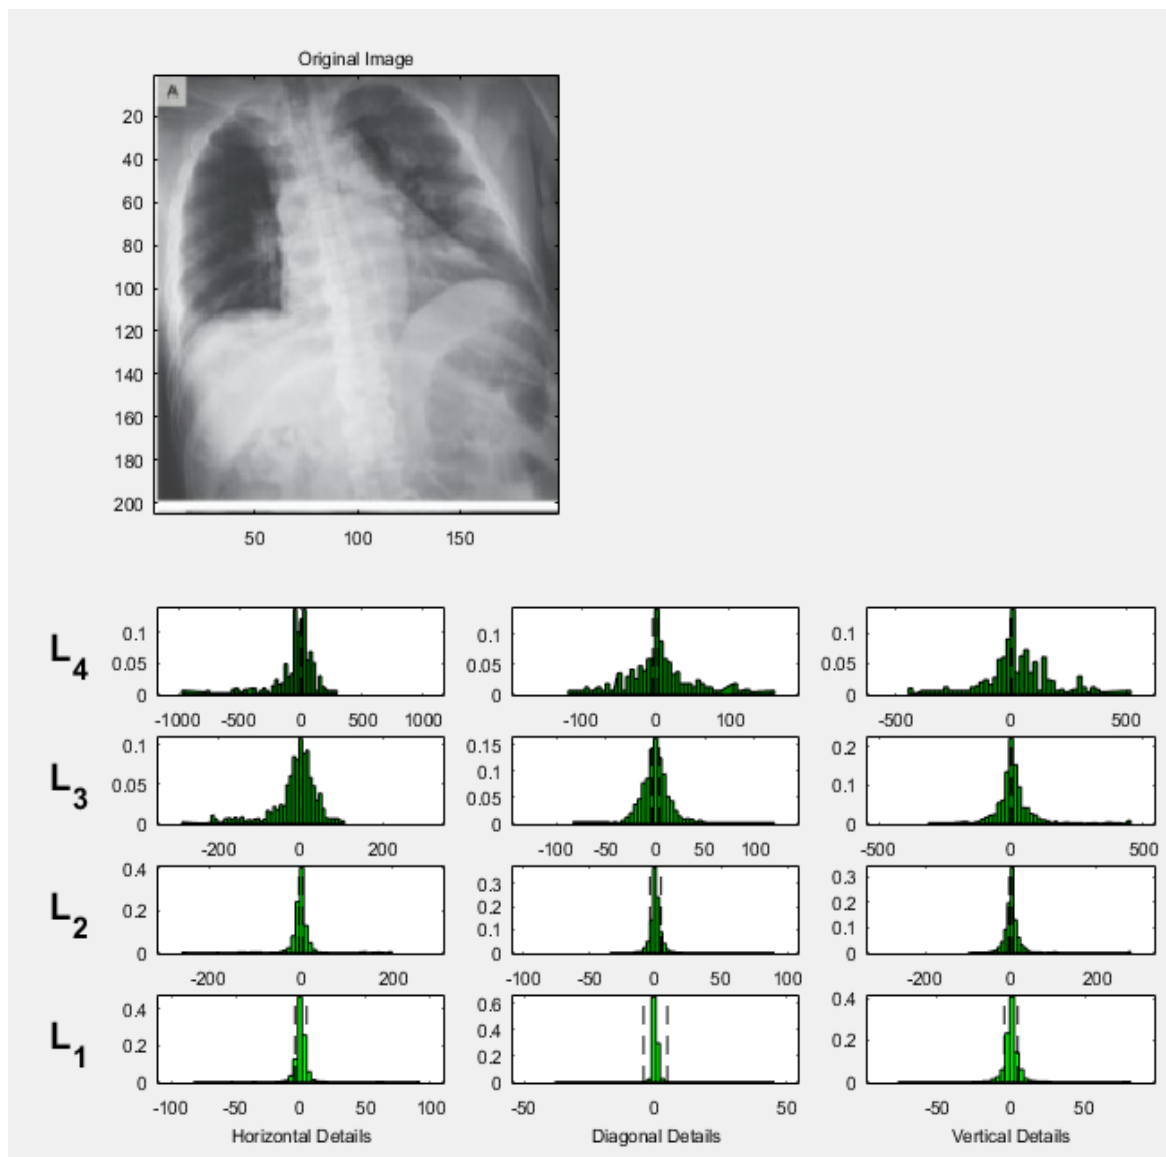 Original Image
A
20
40
60
80
100
120
140
160
180
200
50 100 150
L4
0.1
0.05
0
-1000 -500 0 500 1000
0.1
0.05
0
-100 0 100
0.1
0.05
0
-500 0 500
L3
0.1
0.05
0
-200 0 200
0.15
0.1
0.05
0
-100 -50 0 50 100
0.2
0.1
0
-500 0 500
L2
0.4
0.2
0
-200 0 200
0.3
0.2
0.1
0
-100 -50 0 50 100
0.3
0.2
0.1
0
-200 0 200
L1
0.4
0.2
0
-100 -50 0 50 100
0.6
0.4
0.2
0
-50 0 50
0.4
0.2
0
-50 0 50
Horizontal Details Diagonal Details Vertical Details